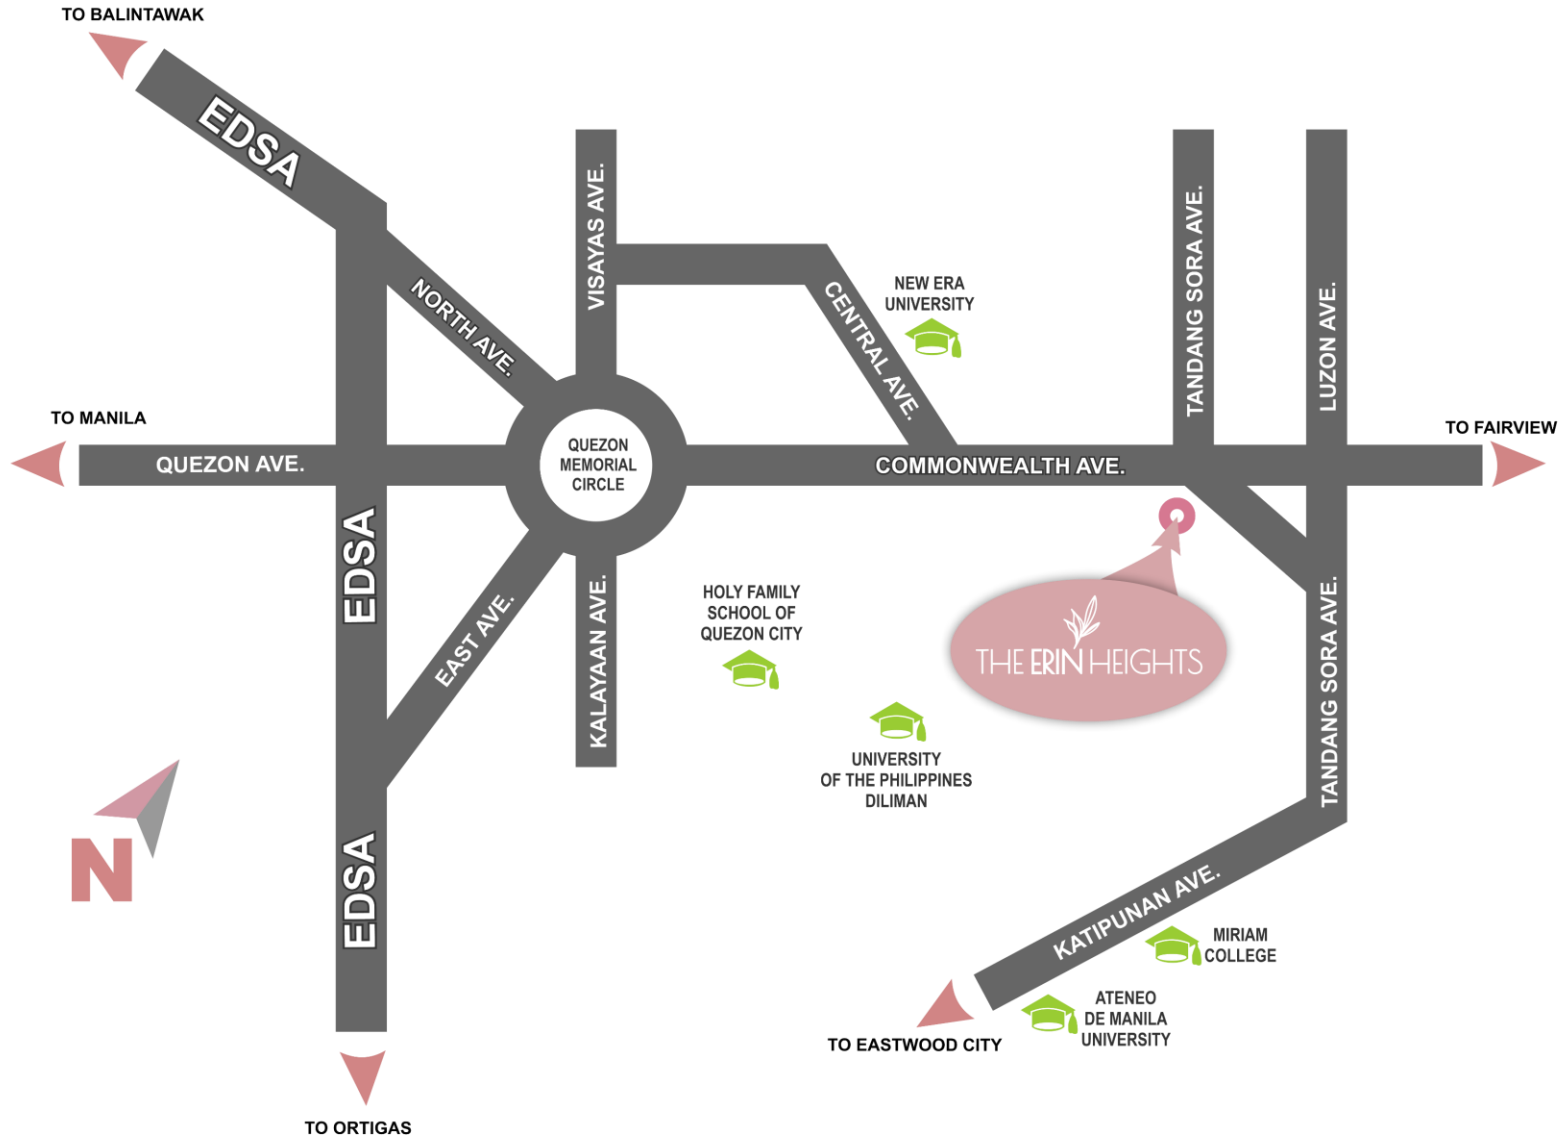 TO BALINTAWAK
EDSA
VISAYAS AVE.
NORTH AVE.
CENTRAL AVE.
NEW ERA
UNIVERSITY
TANDANG SORA AVE.
LUZON AVE.
TO MANILA
QUEZON AVE.
QUEZON
MEMORIAL
CIRCLE
COMMONWEALTH AVE.
TO FAIRVIEW
EDSA
EAST AVE.
KALAYAAN AVE.
HOLY FAMILY
SCHOOL OF
QUEZON CITY
THE ERIN HEIGHTS
TANDANG SORA AVE.
UNIVERSITY
OF THE PHILIPPINES
DILIMAN
N
EDSA
KATIPUNAN AVE.
MIRIAM
COLLEGE
ATENEO
DE MANILA
UNIVERSITY
TO EASTWOOD CITY
TO ORTIGAS